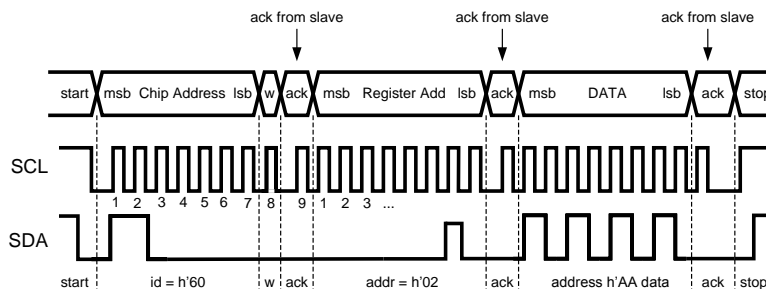 ack from slave ack from slave ack from slave
start msb Chip Address lsb w ack msb Register Add lsb ack msb DATA lsb ack stop
SCL
1 2 3 4 5 6 7 8 9 1 2 3 ...
SDA
start id = h'60 w ack addr = h'02 ack address h'AA data ack stop